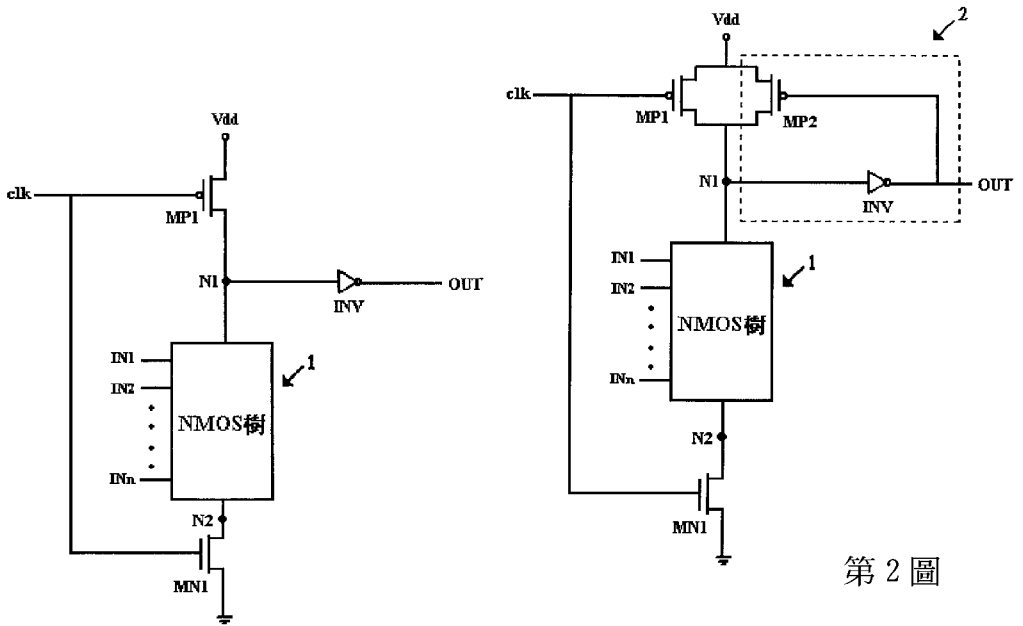 Vdd
clk
MP1
N1
INV
OUT
IN1
IN2
INn
NMOS樹
1
N2
MN1
2
Vdd
clk
MP1
MP2
N1
INV
OUT
IN1
IN2
INn
NMOS樹
1
N2
MN1
第2圖